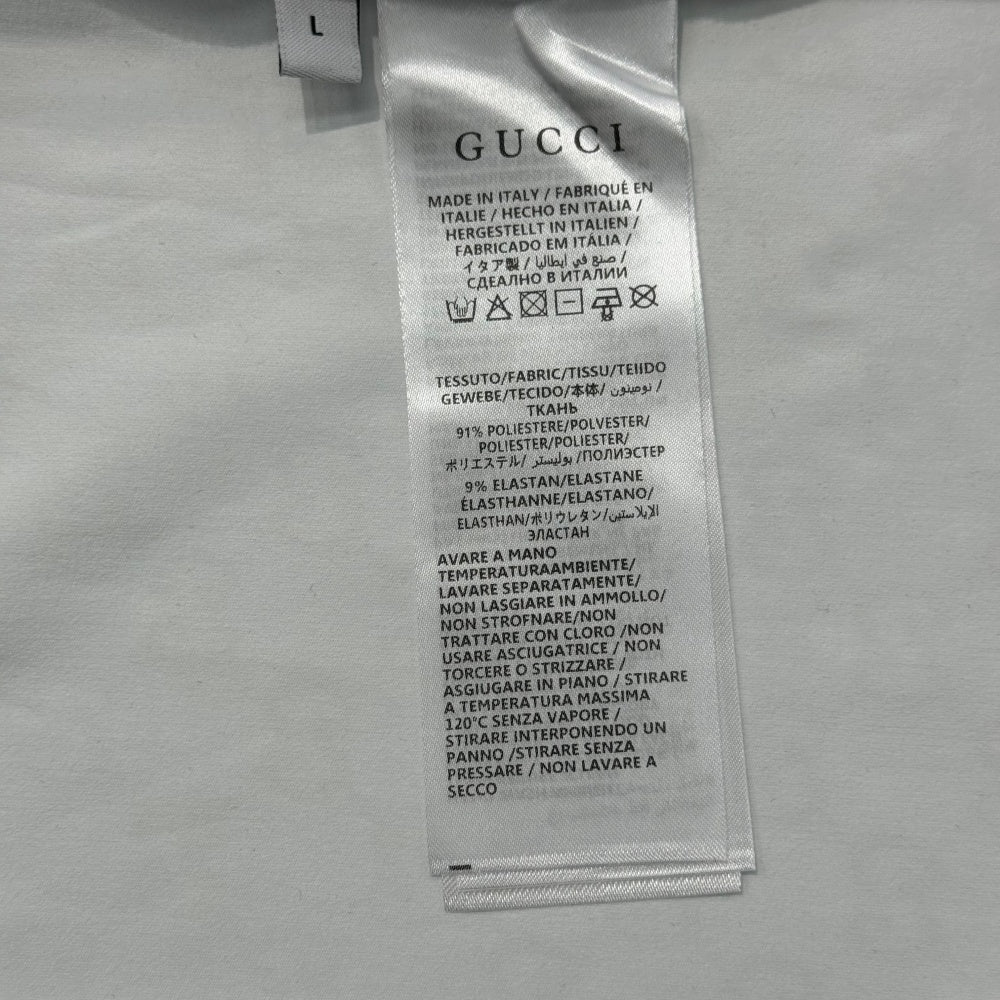 L
GUCCI
MADE IN ITALY / FABRIQUÉ EN
ITALIE / HECHO EN ITALIA /
HERGESTELLT IN ITALIEN /
FABRICADO EM ITÁLIA /
イタア製 / صنع في ايطاليا /
СДЕАЛНО В ИТАЛИИ
TESSUTO/FABRIC/TISSU/TEIIDO
GEWEBE/TECIDO/本体/ نومينون /
ТКАНЬ
91% POLIESTERE/POLVESTER/
POLIESTER/POLIESTER/
ポリエステル/ بوليستر /ПОЛИЭСТЕР
9% ELASTAN/ELASTANE
ÉLASTHANNE/ELASTANO/
ELASTHAN/ポリウレタン/الإيلاستين
ЭЛАСТАН
AVARE A MANO
TEMPERATURAAMBIENTE/
LAVARE SEPARATAMENTE/
NON LASGIARE IN AMMOLLO/
NON STROFNARE/NON
TRATTARE CON CLORO /NON
USARE ASCIUGATRICE / NON
TORCERE O STRIZZARE /
ASGIUGARE IN PIANO / STIRARE
A TEMPERATURA MASSIMA
120°C SENZA VAPORE /
STIRARE INTERPONENDO UN
PANNO /STIRARE SENZA
PRESSARE / NON LAVARE A
SECCO